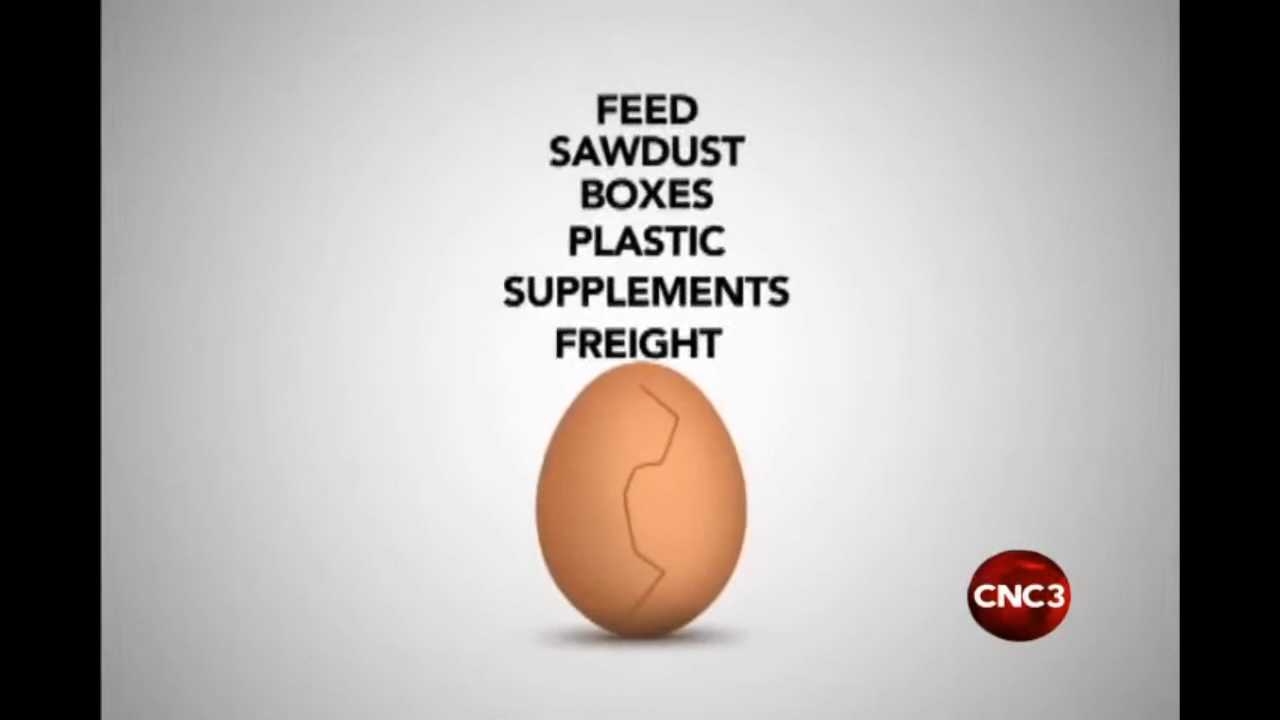 FEED
SAWDUST
BOXES
PLASTIC
SUPPLEMENTS
FREIGHT
CNC3